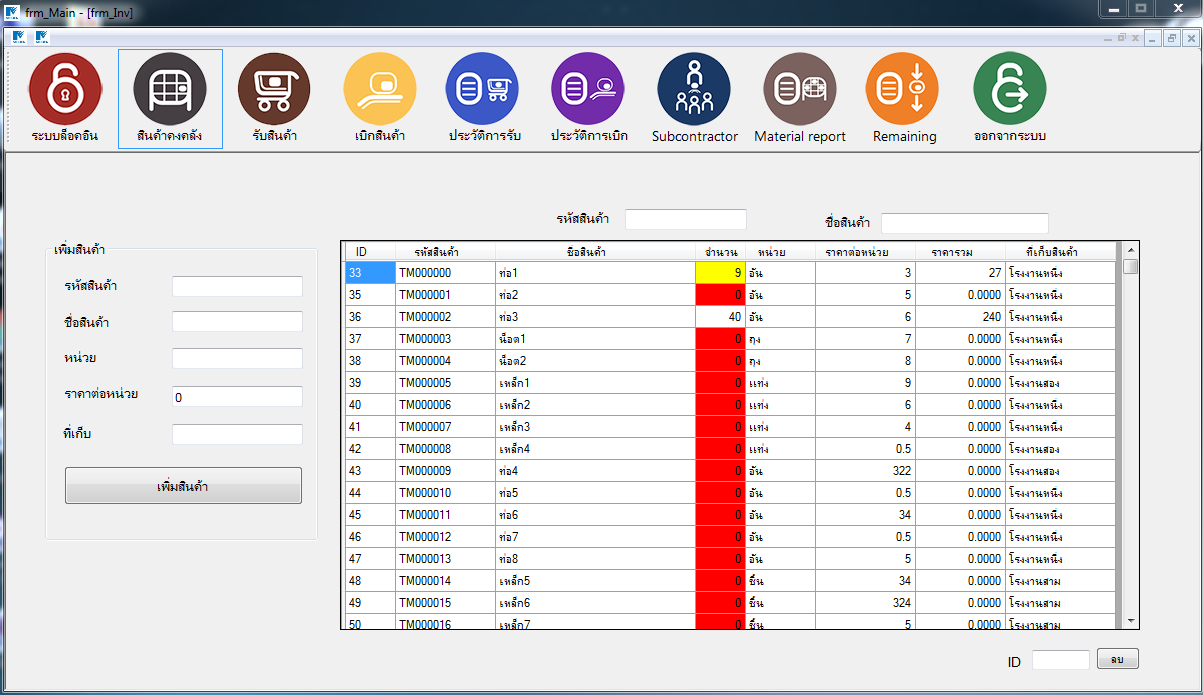 frm_Main - [frm_Inv]
ระบบล็อคอิน สินค้าคงคลัง รับสินค้า เบิกสินค้า ประวัติการรับ ประวัติการเบิก Subcontractor Material report Remaining ออกจากระบบ
รหัสสินค้า ชื่อสินค้า
เพิ่มสินค้า
รหัสสินค้า
ชื่อสินค้า
หน่วย
ราคาต่อหน่วย 0
ที่เก็บ
เพิ่มสินค้า
ID รหัสสินค้า ชื่อสินค้า จำนวน หน่วย ราคาต่อหน่วย ราคารวม ที่เก็บสินค้า
33 TM000000 ท่อ1 9 อัน 3 27 โรงงานหนึ่ง
35 TM000001 ท่อ2 0 อัน 5 0.0000 โรงงานหนึ่ง
36 TM000002 ท่อ3 40 อัน 6 240 โรงงานหนึ่ง
37 TM000003 น็อต1 0 ถุง 7 0.0000 โรงงานหนึ่ง
38 TM000004 น็อต2 0 ถุง 8 0.0000 โรงงานหนึ่ง
39 TM000005 เหล็ก1 0 แท่ง 9 0.0000 โรงงานสอง
40 TM000006 เหล็ก2 0 แท่ง 6 0.0000 โรงงานหนึ่ง
41 TM000007 เหล็ก3 0 แท่ง 4 0.0000 โรงงานหนึ่ง
42 TM000008 เหล็ก4 0 แท่ง 0.5 0.0000 โรงงานสอง
43 TM000009 ท่อ4 0 อัน 322 0.0000 โรงงานสอง
44 TM000010 ท่อ5 0 อัน 0.5 0.0000 โรงงานหนึ่ง
45 TM000011 ท่อ6 0 อัน 34 0.0000 โรงงานหนึ่ง
46 TM000012 ท่อ7 0 อัน 0.5 0.0000 โรงงานหนึ่ง
47 TM000013 ท่อ8 0 อัน 5 0.0000 โรงงานหนึ่ง
48 TM000014 เหล็ก5 0 ชิ้น 34 0.0000 โรงงานสาม
49 TM000015 เหล็ก6 0 ชิ้น 324 0.0000 โรงงานสาม
50 TM000016 เหล็ก7 0 ชิ้น 5 0.0000 โรงงานสาม
ID ลบ